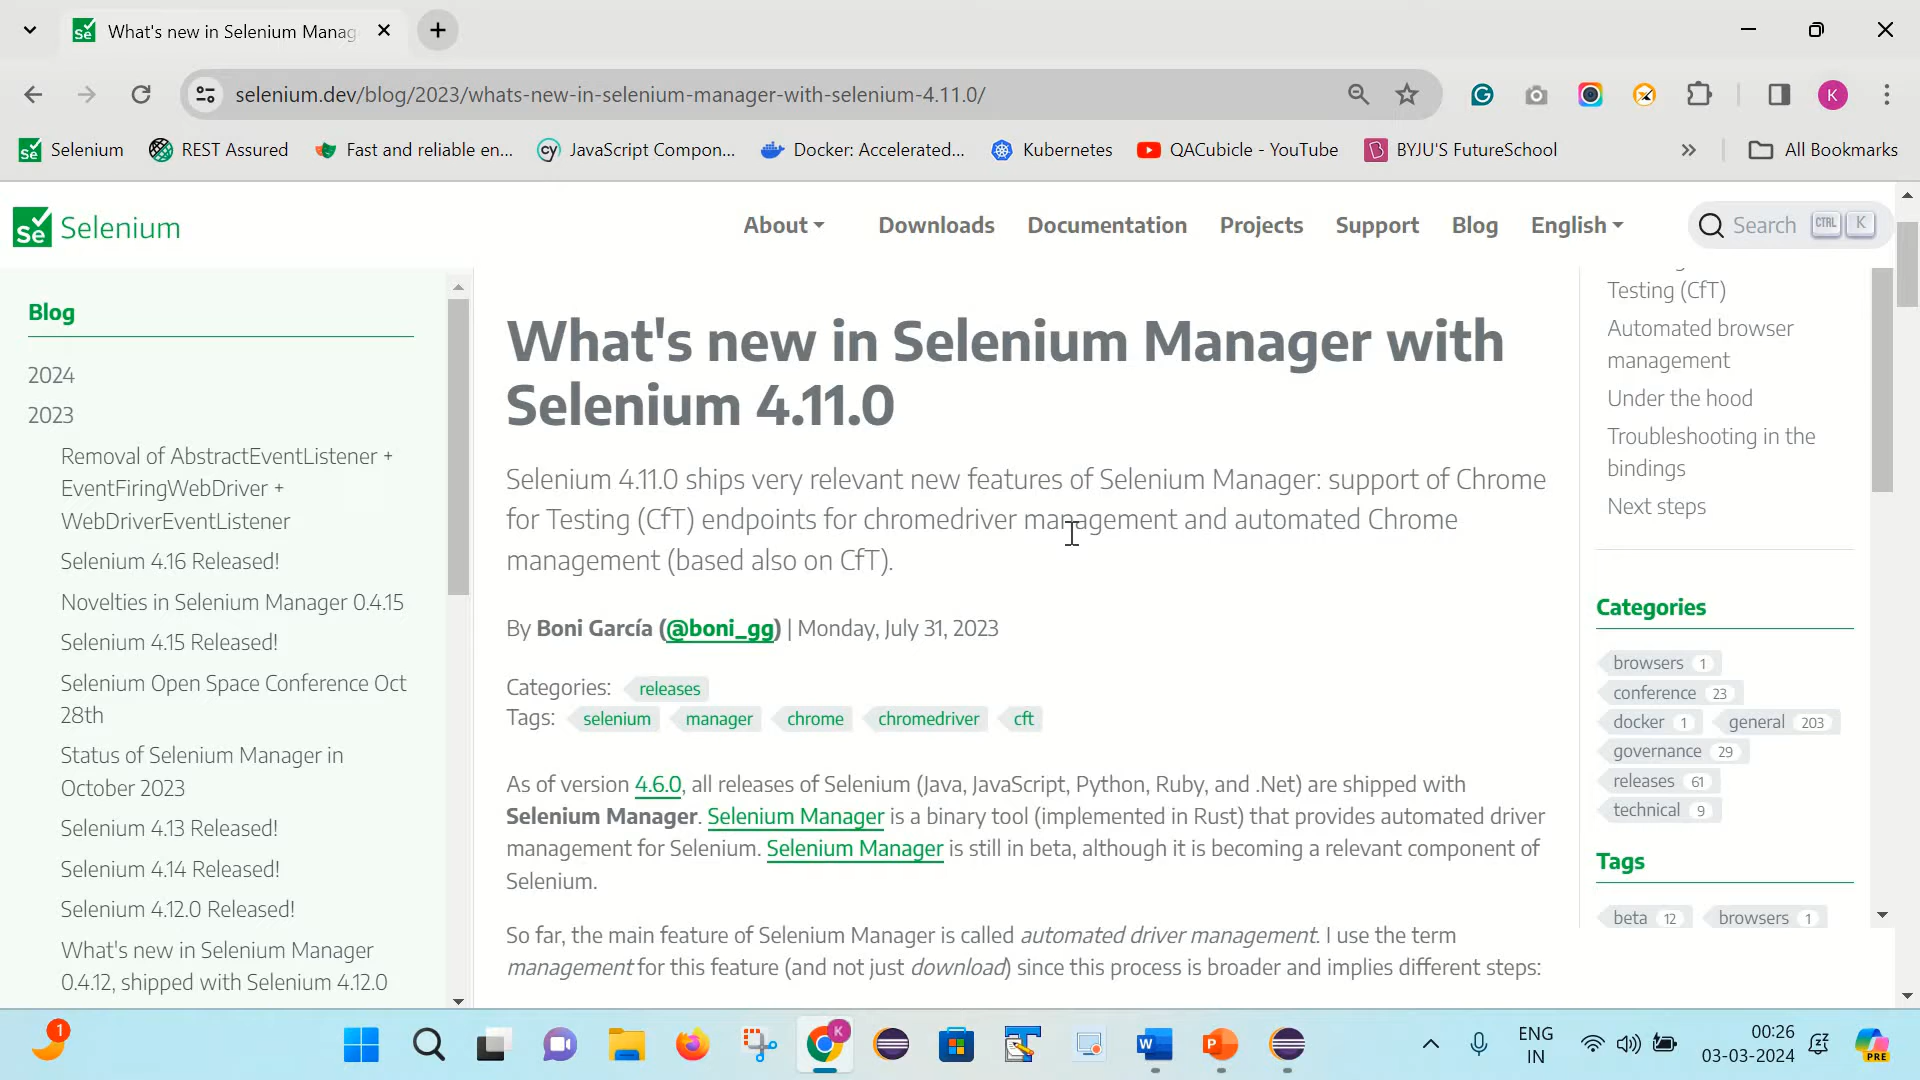 What's new in Selenium Manag
selenium.dev/blog/2023/whats-new-in-selenium-manager-with-selenium-4.11.0/
K
Selenium
REST Assured
Fast and reliable en...
JavaScript Compon...
Docker: Accelerated...
Kubernetes
QACubicle - YouTube
BYJU'S FutureSchool
All Bookmarks
Se Selenium
About
Downloads
Documentation
Projects
Support
Blog
English
Search CTRL K
Blog
2024
2023
Removal of AbstractEventListener +
EventFiringWebDriver +
WebDriverEventListener
Selenium 4.16 Released!
Novelties in Selenium Manager 0.4.15
Selenium 4.15 Released!
Selenium Open Space Conference Oct
28th
Status of Selenium Manager in
October 2023
Selenium 4.13 Released!
Selenium 4.14 Released!
Selenium 4.12.0 Released!
What's new in Selenium Manager
0.4.12, shipped with Selenium 4.12.0
What's new in Selenium Manager with
Selenium 4.11.0
Selenium 4.11.0 ships very relevant new features of Selenium Manager: support of Chrome
for Testing (CfT) endpoints for chromedriver management and automated Chrome
management (based also on CfT).
By Boni García (@boni_gg) | Monday, July 31, 2023
Categories: releases
Tags: selenium manager chrome chromedriver cft
As of version 4.6.0, all releases of Selenium (Java, JavaScript, Python, Ruby, and .Net) are shipped with
Selenium Manager. Selenium Manager is a binary tool (implemented in Rust) that provides automated driver
management for Selenium. Selenium Manager is still in beta, although it is becoming a relevant component of
Selenium.
So far, the main feature of Selenium Manager is called automated driver management. I use the term
management for this feature (and not just download) since this process is broader and implies different steps:
Testing (CfT)
Automated browser
management
Under the hood
Troubleshooting in the
bindings
Next steps
Categories
browsers 1
conference 23
docker 1 general 203
governance 29
releases 61
technical 9
Tags
beta 12 browsers 1
1
K
W
P
ENG
IN
00:26
03-03-2024
PRE